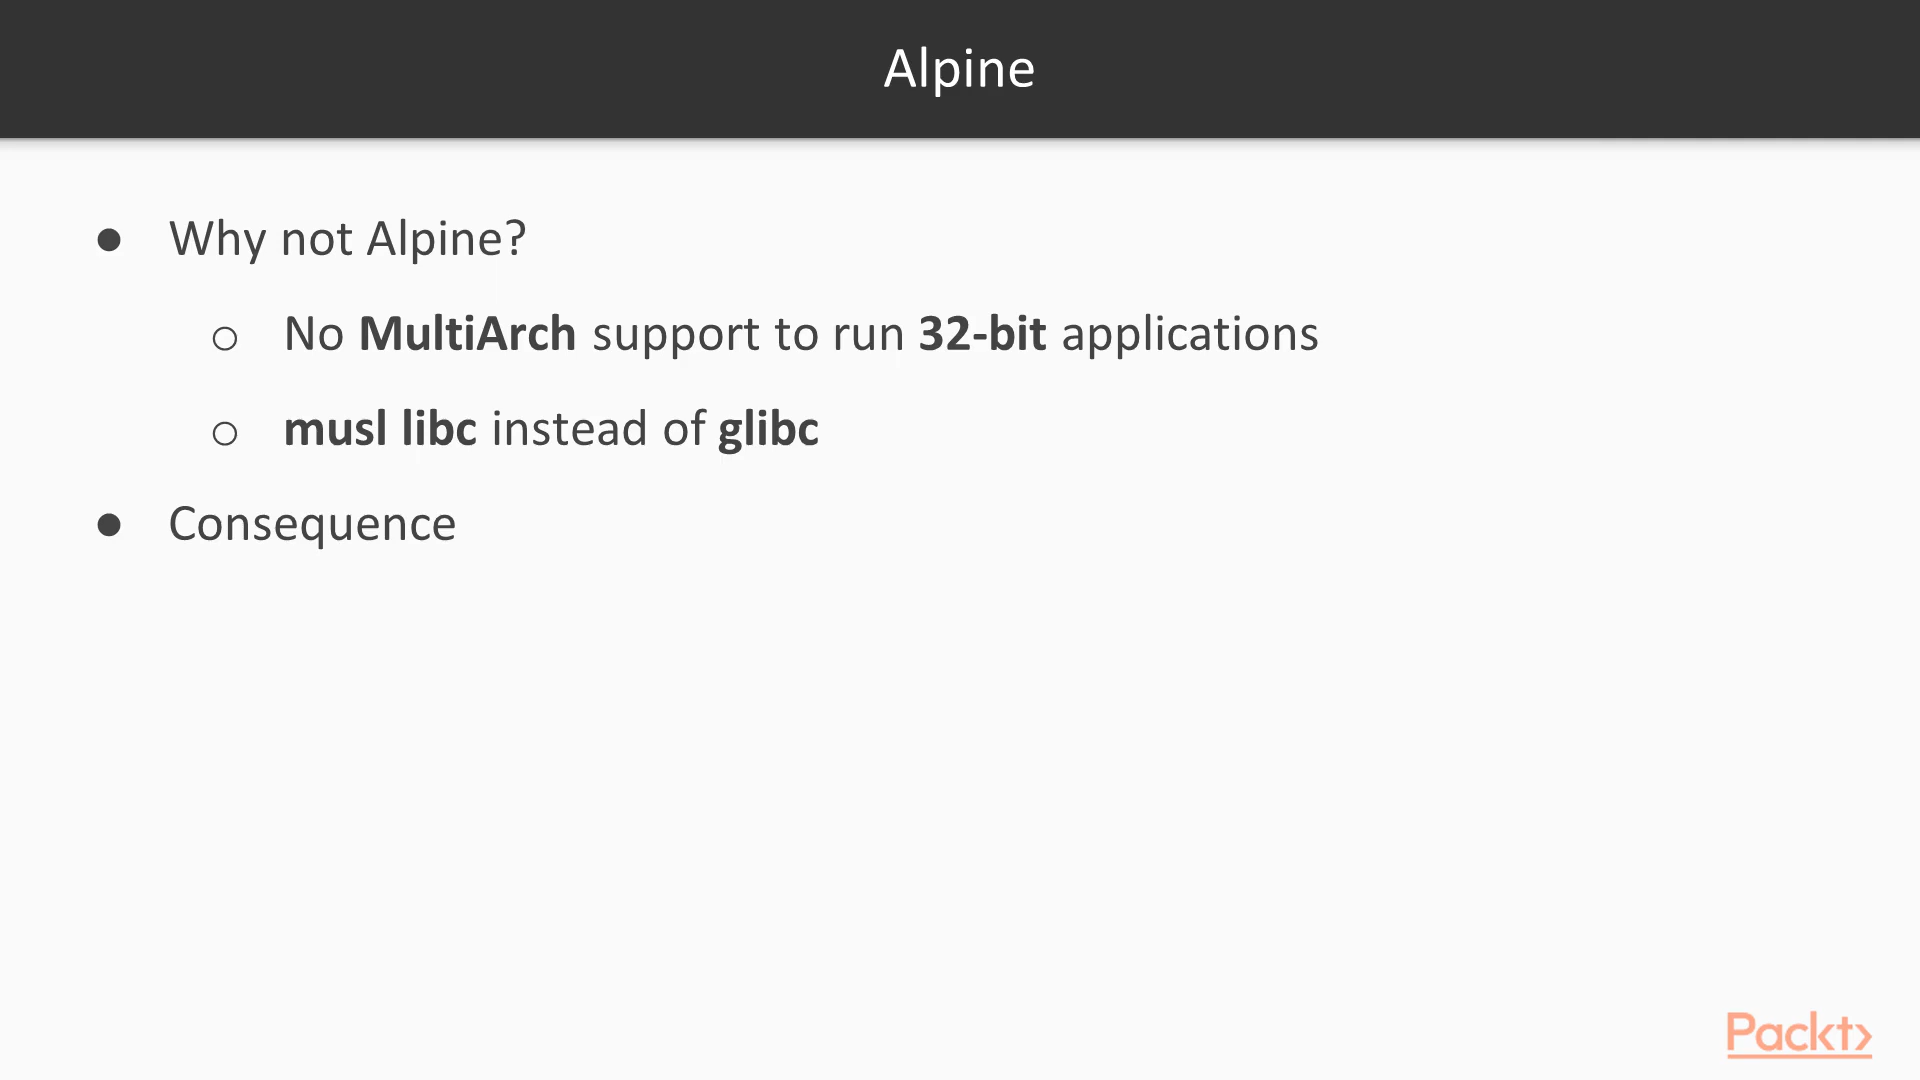 Alpine
● Why not Alpine?
○ No MultiArch support to run 32-bit applications
○ musl libc instead of glibc
● Consequence
Packt>